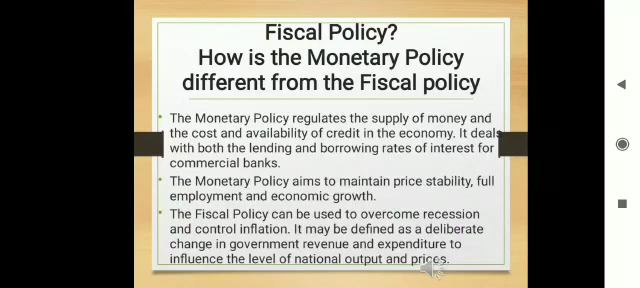 Fiscal Policy?
How is the Monetary Policy
different from the Fiscal policy
• The Monetary Policy regulates the supply of money and
the cost and availability of credit in the economy. It deals
with both the lending and borrowing rates of interest for
commercial banks.
• The Monetary Policy aims to maintain price stability, full
employment and economic growth.
• The Fiscal Policy can be used to overcome recession
and control inflation. It may be defined as a deliberate
change in government revenue and expenditure to
influence the level of national output and prices.